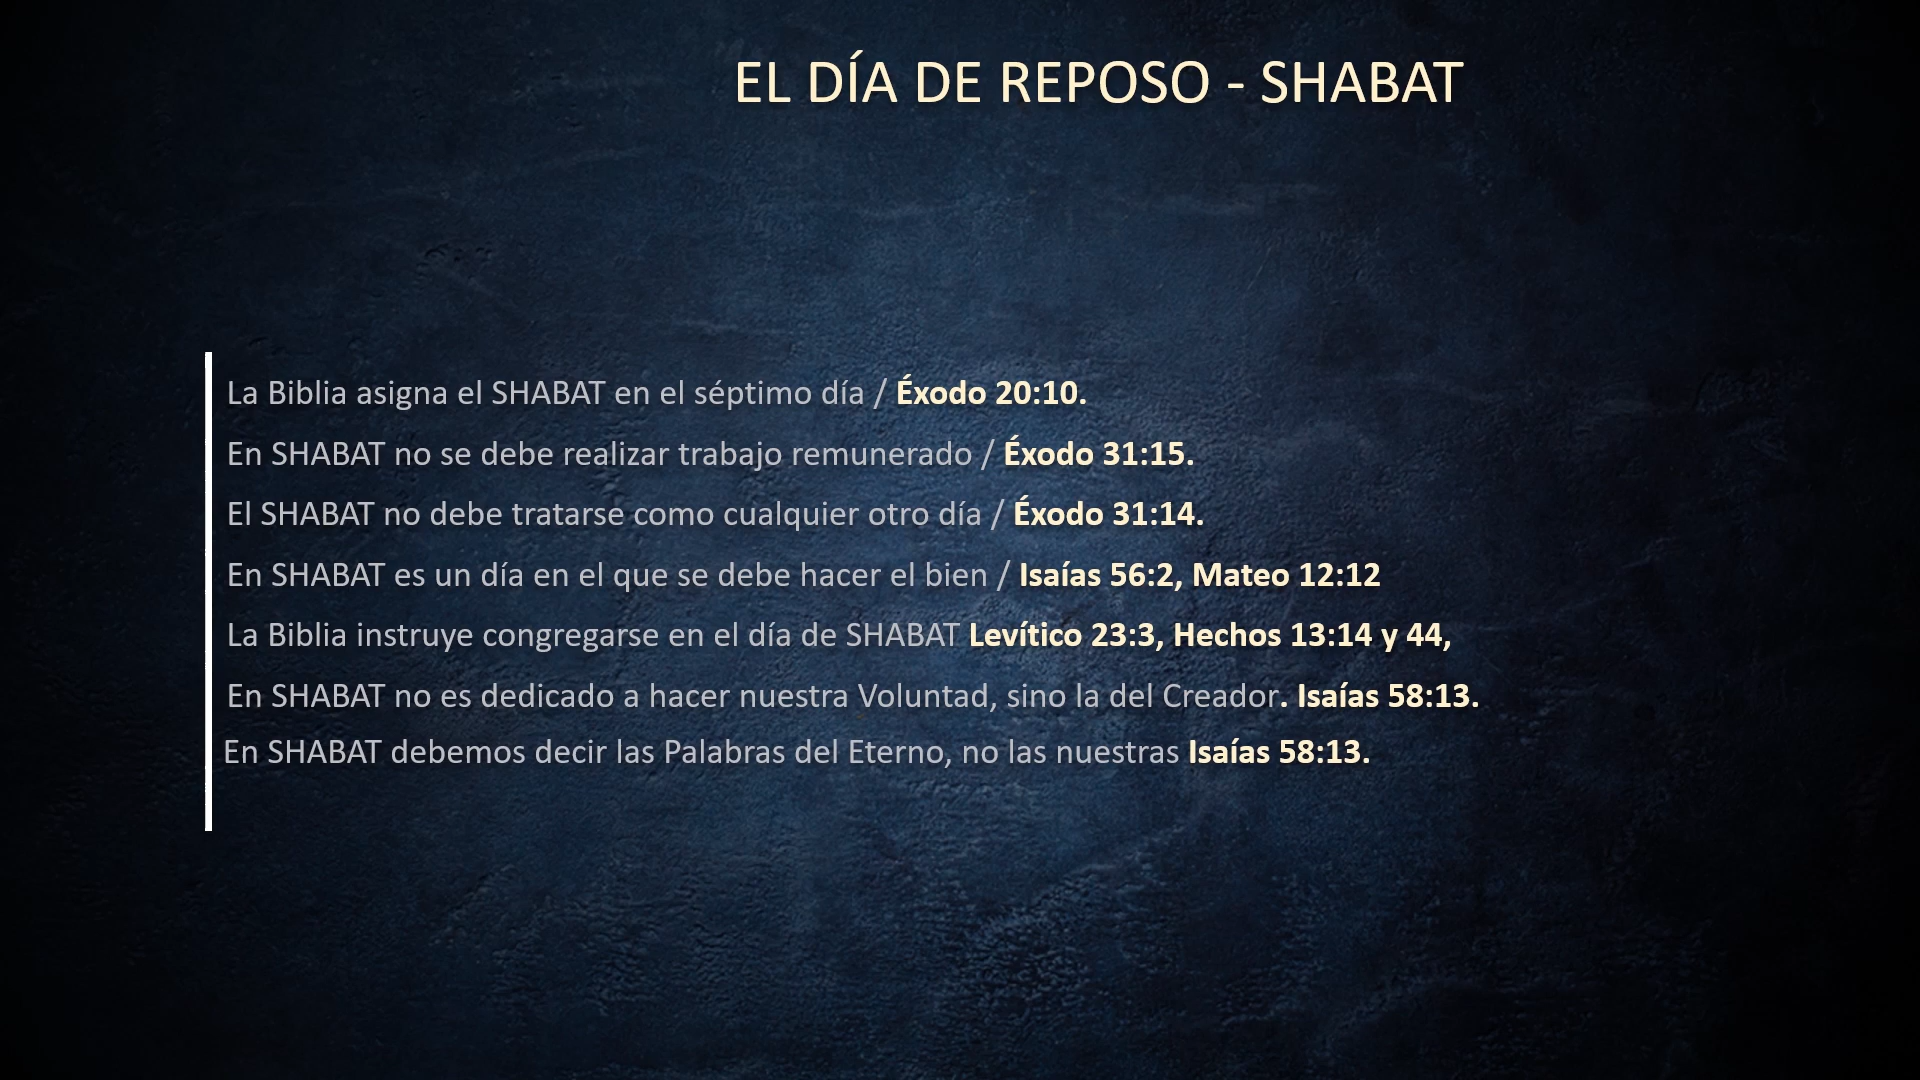 EL DÍA DE REPOSO - SHABAT
La Biblia asigna el SHABAT en el séptimo día / Éxodo 20:10.
En SHABAT no se debe realizar trabajo remunerado / Éxodo 31:15.
El SHABAT no debe tratarse como cualquier otro día / Éxodo 31:14.
En SHABAT es un día en el que se debe hacer el bien / Isaías 56:2, Mateo 12:12
La Biblia instruye congregarse en el día de SHABAT Levítico 23:3, Hechos 13:14 y 44,
En SHABAT no es dedicado a hacer nuestra Voluntad, sino la del Creador. Isaías 58:13.
En SHABAT debemos decir las Palabras del Eterno, no las nuestras Isaías 58:13.